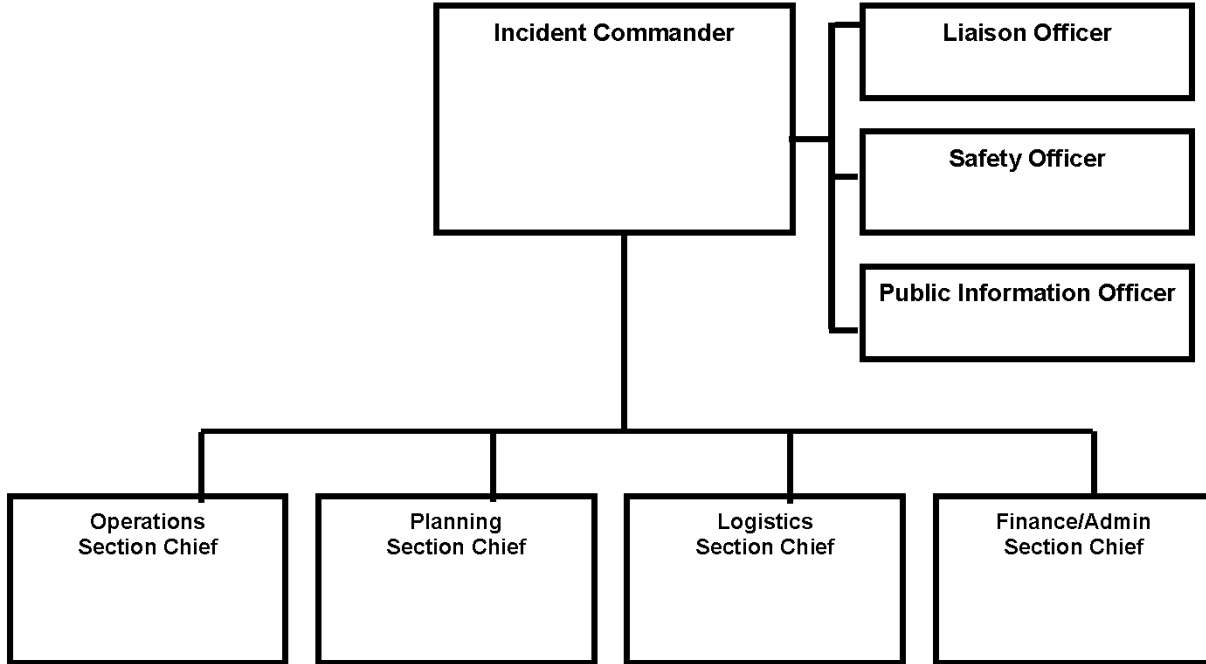 Incident Commander
Liaison Officer
Safety Officer
Public Information Officer
Operations
Section Chief
Planning
Section Chief
Logistics
Section Chief
Finance/Admin
Section Chief